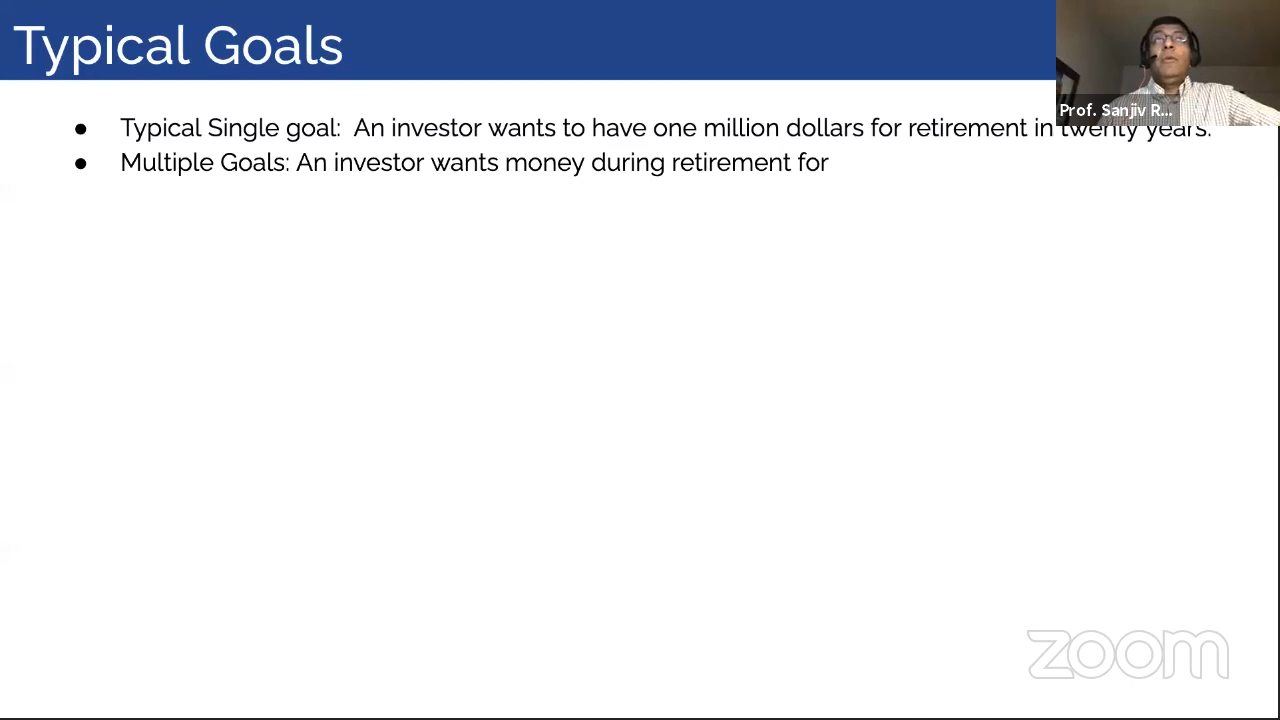 Typical Goals
Prof. Sanjiv R...
● Typical Single goal: An investor wants to have one million dollars for retirement in twenty years.
● Multiple Goals: An investor wants money during retirement for
zoom